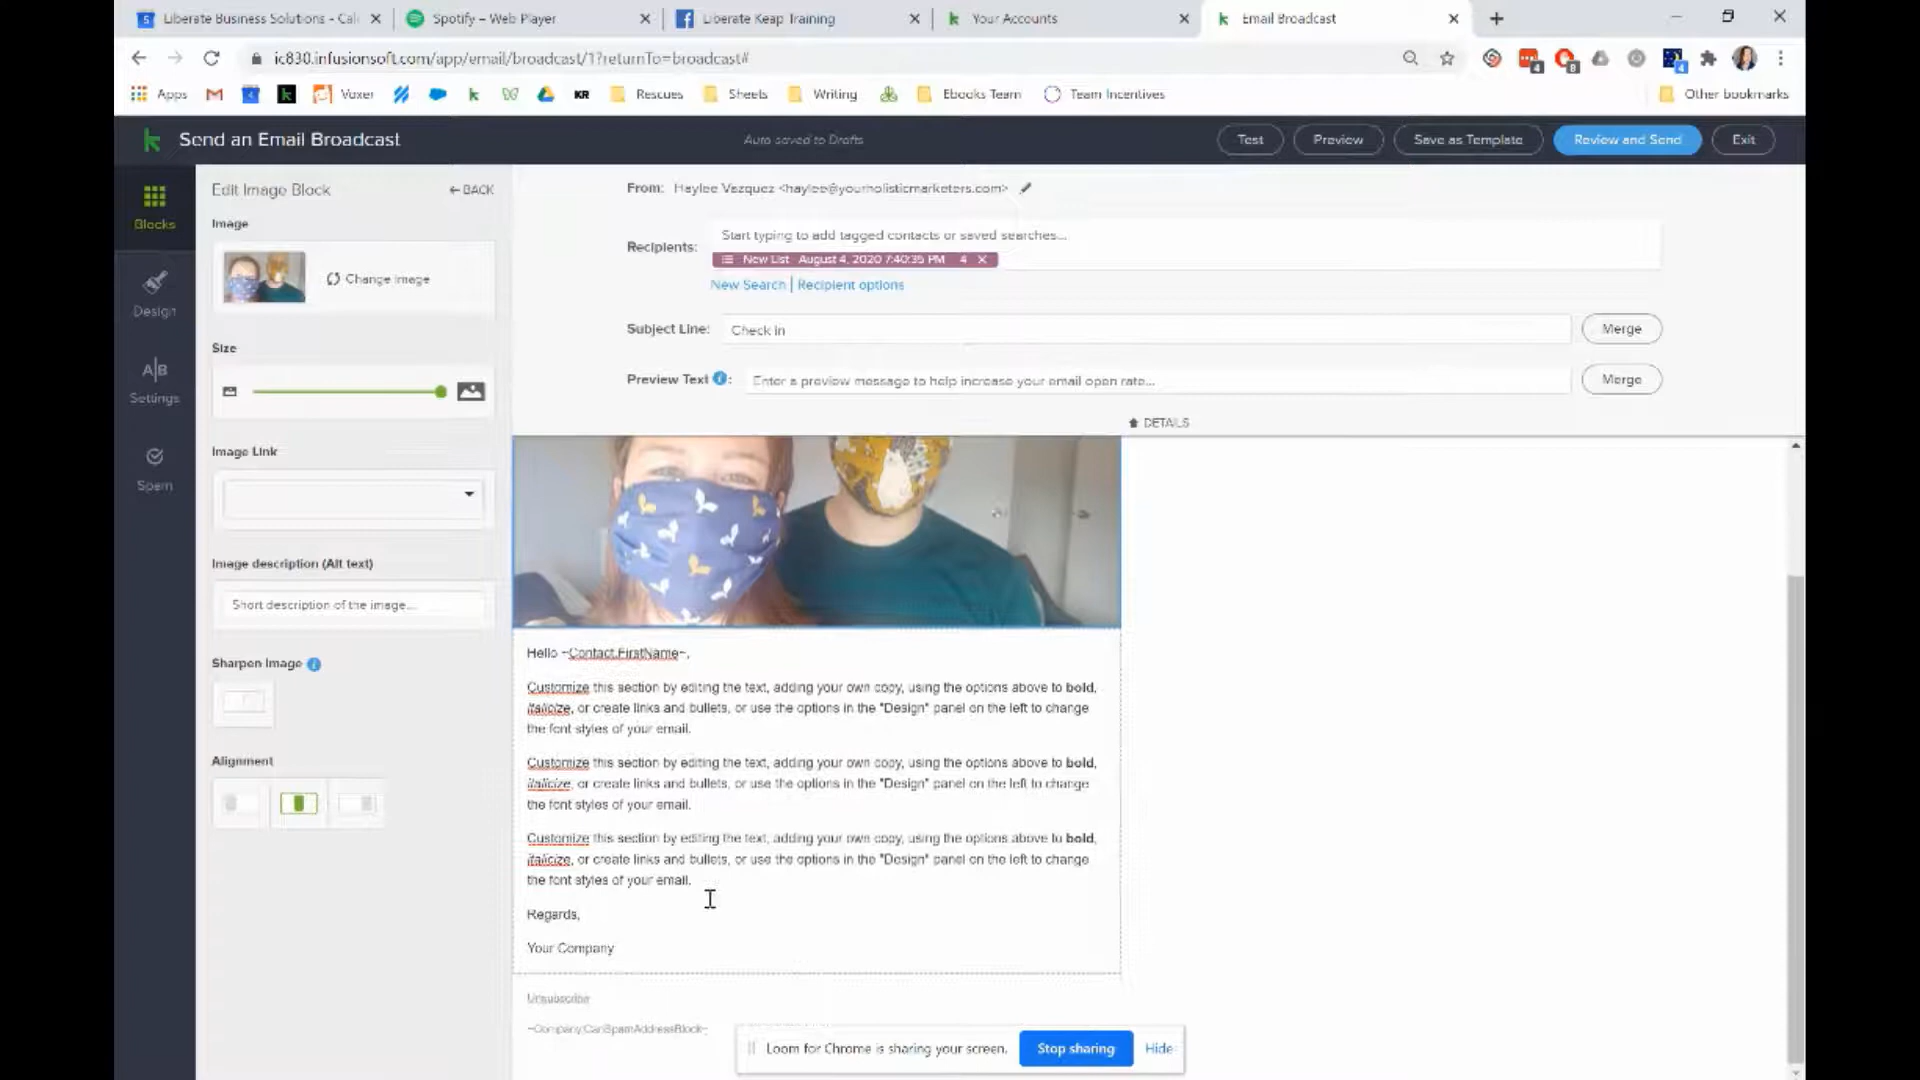 Liberate Business Solutions - Cale
Spotify – Web Player
Liberate Keap Training
Your Accounts
Email Broadcast
ic830.infusionsoft.com/app/email/broadcast/1?returnTo=broadcast#
Apps
Voxer
KR
Rescues
Sheets
Writing
Ebooks Team
Team Incentives
Other bookmarks
Send an Email Broadcast
Auto saved to Drafts
Test
Preview
Save as Template
Review and Send
Exit
Blocks
Design
A|B
Settings
Spam
Edit Image Block
BACK
Image
Change Image
Size
Image Link
Image description (Alt text)
Short description of the image...
Sharpen Image
Alignment
From: Haylee Vazquez <haylee@yourholisticmarketers.com>
Recipients:
Start typing to add tagged contacts or saved searches...
New List August 4, 2020 7:40:35 PM 4
New Search | Recipient options
Subject Line: Check in
Merge
Preview Text: Enter a preview message to help increase your email open rate...
Merge
DETAILS
Hello ~Contact.FirstName~,
Customize this section by editing the text, adding your own copy, using the options above to bold,
italicize, or create links and bullets, or use the options in the "Design" panel on the left to change
the font styles of your email.
Customize this section by editing the text, adding your own copy, using the options above to bold,
italicize, or create links and bullets, or use the options in the "Design" panel on the left to change
the font styles of your email.
Customize this section by editing the text, adding your own copy, using the options above to bold,
italicize, or create links and bullets, or use the options in the "Design" panel on the left to change
the font styles of your email.
Regards,
Your Company
Unsubscribe
~Company.CanSpamAddressBlock~
Loom for Chrome is sharing your screen.
Stop sharing
Hide